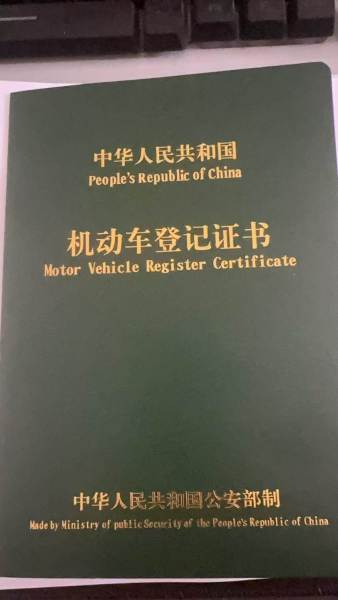 中华人民共和国
People's Republic of China
机动车登记证书
Motor Vehicle Register Certificate
中华人民共和国公安部制
Made by Ministry of public Security of the People's Republic of China